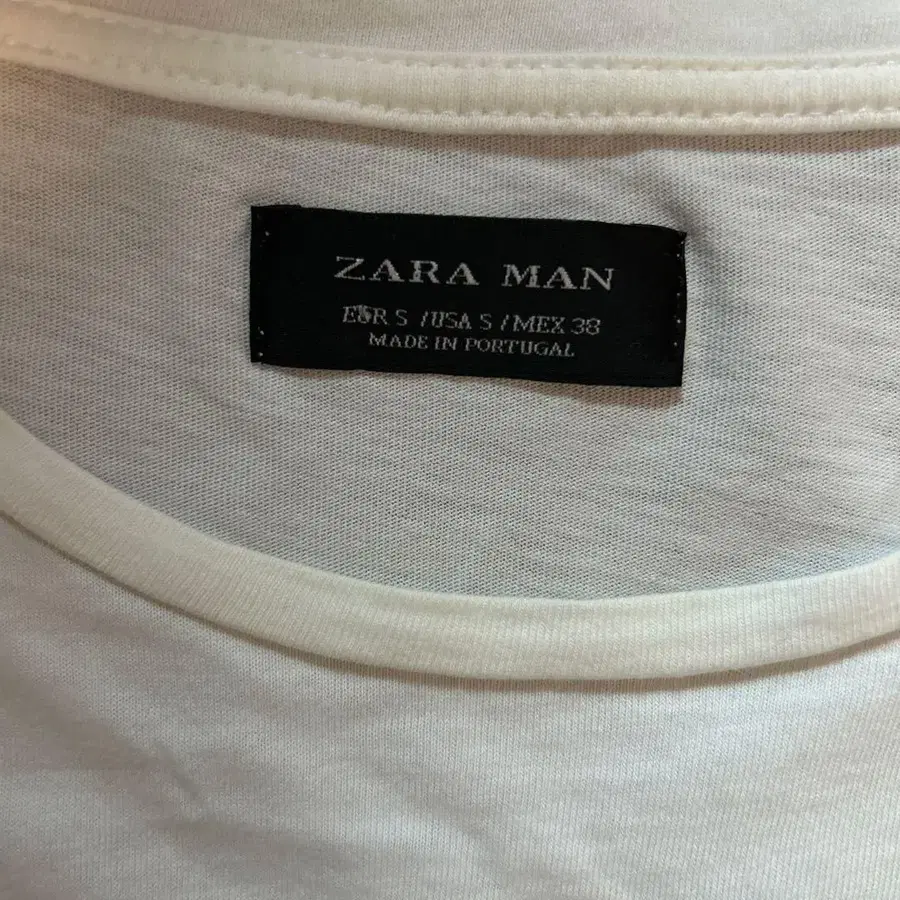 ZARA MAN
EUR S / USA S / MEX 38
MADE IN PORTUGAL